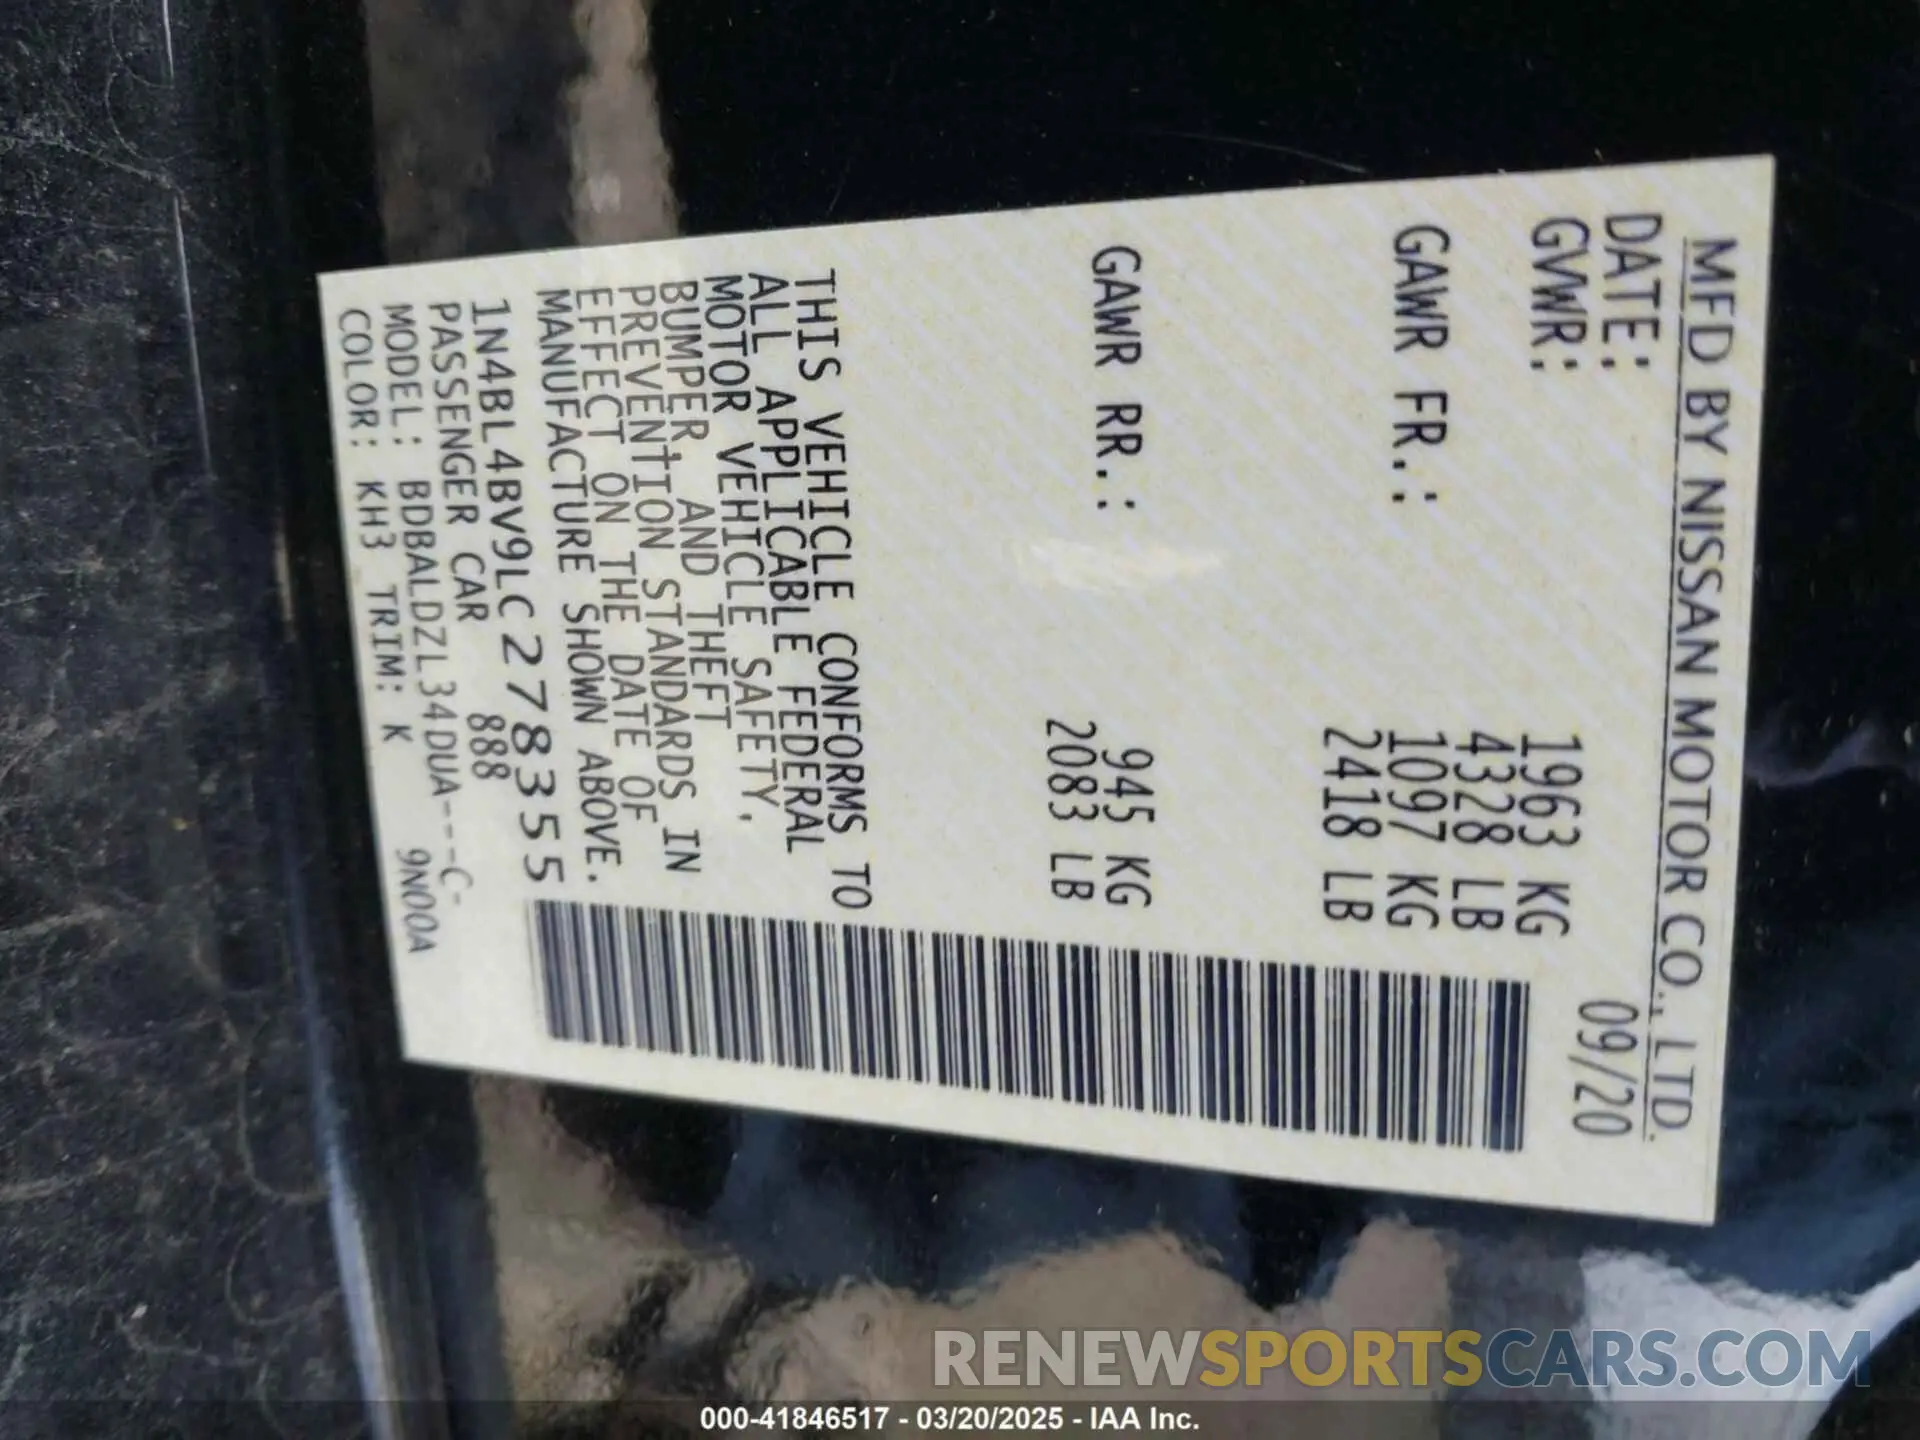 MFD BY NISSAN MOTOR CO., LTD.
DATE: 09/20
GVWR: 1963 KG
4328 LB
GAWR FR.: 1097 KG
2418 LB
GAWR RR.: 945 KG
2083 LB
THIS VEHICLE CONFORMS TO
ALL APPLICABLE FEDERAL
MOTOR VEHICLE SAFETY,
BUMPER, AND THEFT
PREVENTION STANDARDS IN
EFFECT ON THE DATE OF
MANUFACTURE SHOWN ABOVE.
1N4BL4BV9LC278355
PASSENGER CAR 888
MODEL: BDBALDZL34DUA---C-
COLOR: KH3 TRIM: K 9N00A
RENEWSPORTSCARS.COM
000-41846517 - 03/20/2025 - IAA Inc.